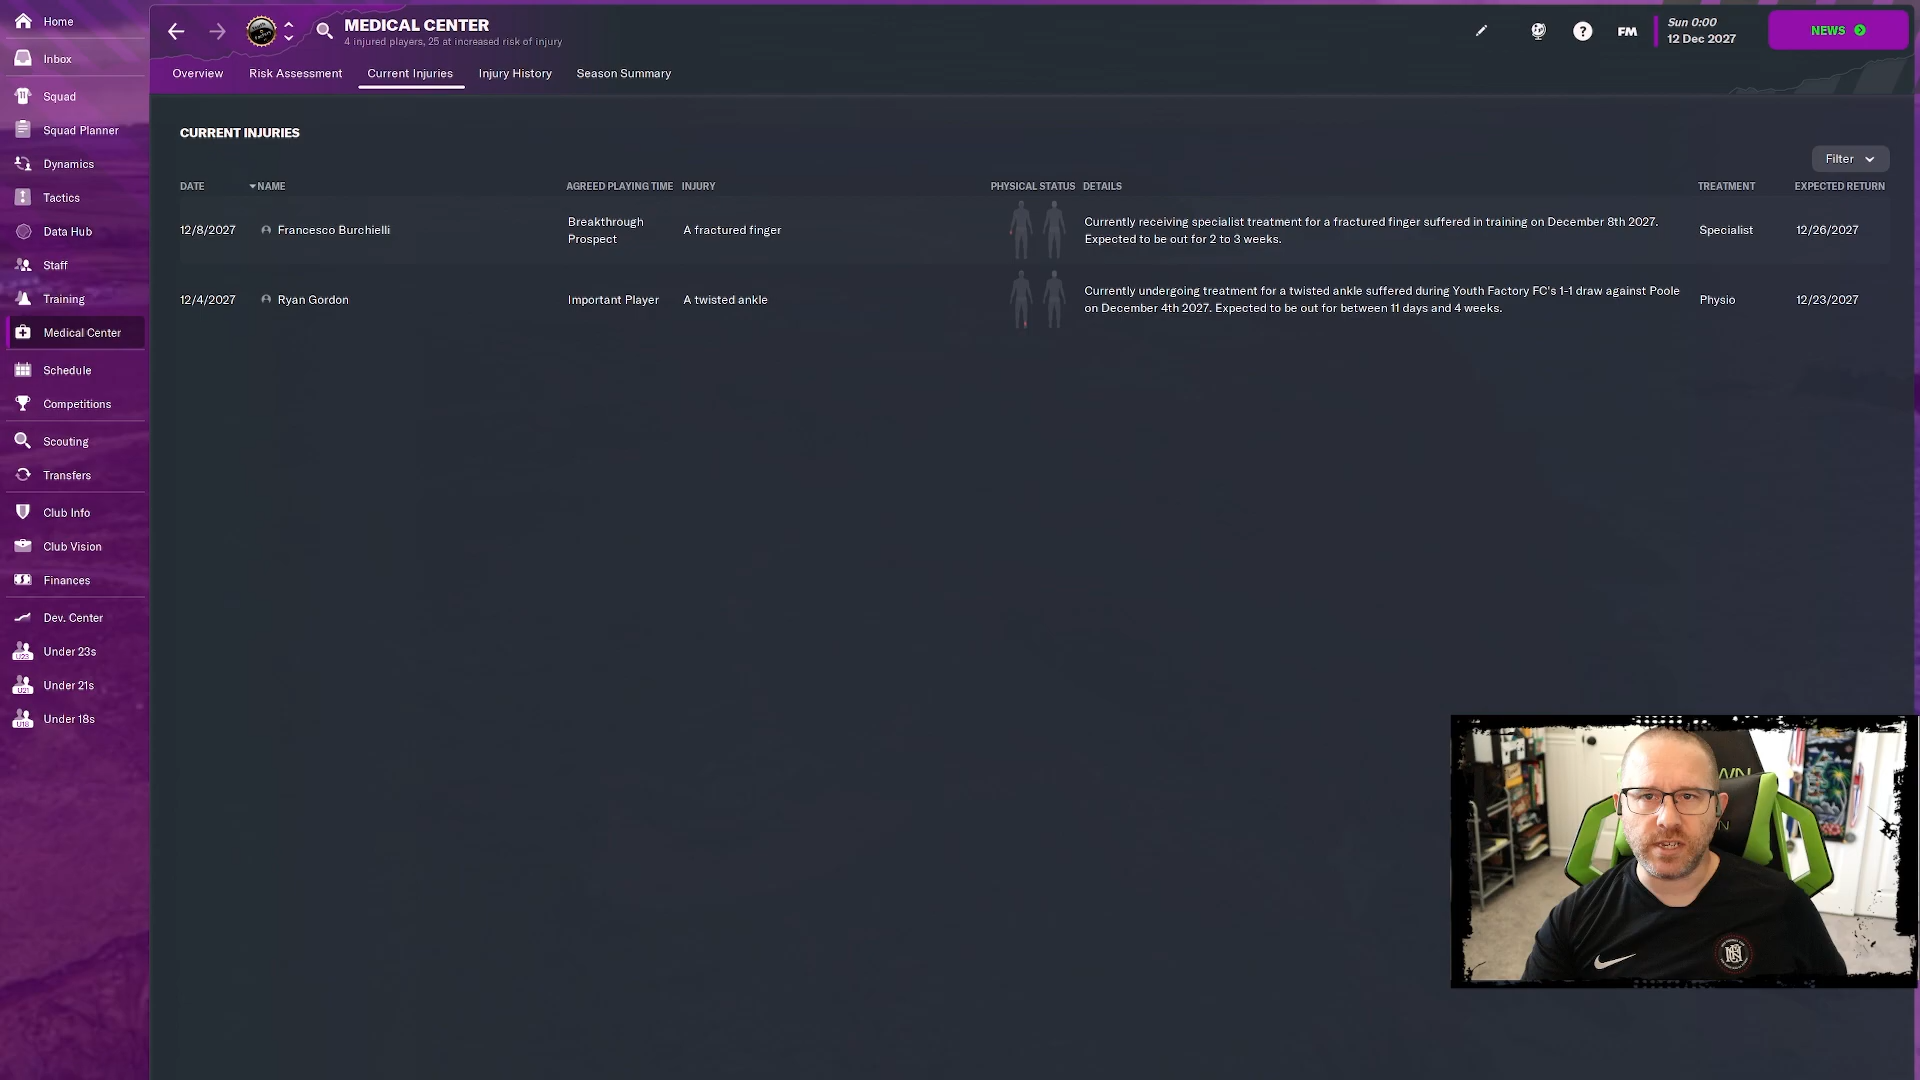 Home
Inbox
Squad
Squad Planner
Dynamics
Tactics
Data Hub
Staff
Training
Medical Center
Schedule
Competitions
Scouting
Transfers
Club Info
Club Vision
Finances
Dev. Center
U23
Under 23s
U21
Under 21s
U18
Under 18s
MEDICAL CENTER
4 injured players, 25 at increased risk of injury
FM
Sun 0:00
12 Dec 2027
NEWS
Overview
Risk Assessment
Current Injuries
Injury History
Season Summary
CURRENT INJURIES
Filter
DATE
NAME
AGREED PLAYING TIME
INJURY
PHYSICAL STATUS
DETAILS
TREATMENT
EXPECTED RETURN
12/8/2027
Francesco Burchielli
Breakthrough
Prospect
A fractured finger
Currently receiving specialist treatment for a fractured finger suffered in training on December 8th 2027.
Expected to be out for 2 to 3 weeks.
Specialist
12/26/2027
12/4/2027
Ryan Gordon
Important Player
A twisted ankle
Currently undergoing treatment for a twisted ankle suffered during Youth Factory FC's 1-1 draw against Poole
on December 4th 2027. Expected to be out for between 11 days and 4 weeks.
Physio
12/23/2027